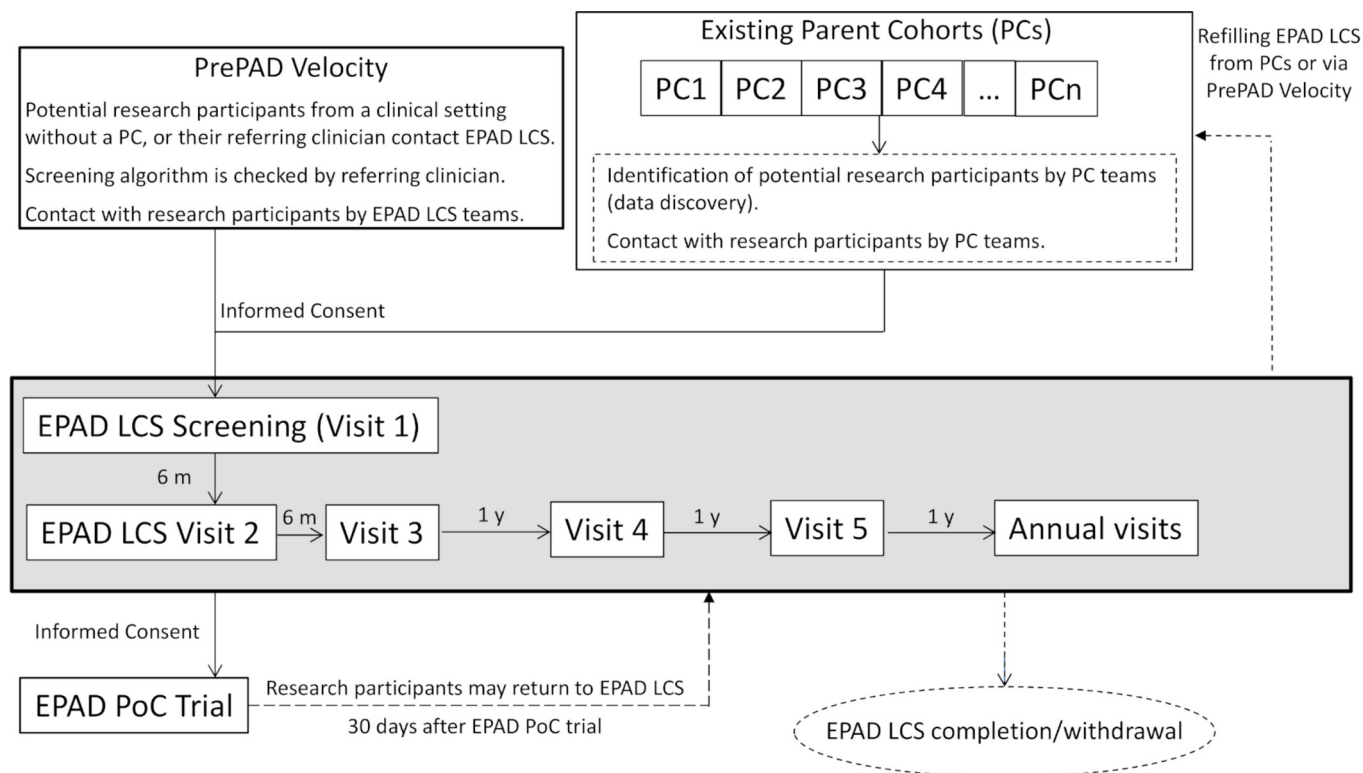 PrePAD Velocity
Potential research participants from a clinical setting
without a PC, or their referring clinician contact EPAD LCS.
Screening algorithm is checked by referring clinician.
Contact with research participants by EPAD LCS teams.
Existing Parent Cohorts (PCs)
PC1
PC2
PC3
PC4
...
PCn
Identification of potential research participants by PC teams
(data discovery).
Contact with research participants by PC teams.
Refilling EPAD LCS
from PCs or via
PrePAD Velocity
Informed Consent
EPAD LCS Screening (Visit 1)
6 m
EPAD LCS Visit 2
6 m
Visit 3
1 y
Visit 4
1 y
Visit 5
1 y
Annual visits
Informed Consent
EPAD PoC Trial
Research participants may return to EPAD LCS
30 days after EPAD PoC trial
EPAD LCS completion/withdrawal